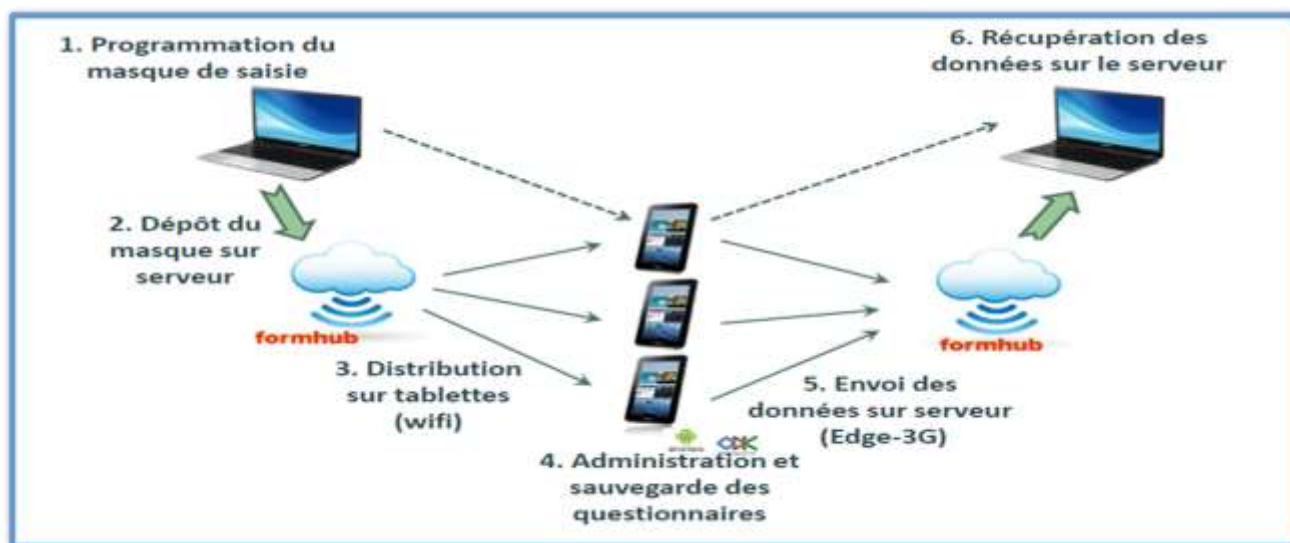 1. Programmation du
masque de saisie
2. Dépôt du
masque sur
serveur
formhub
3. Distribution
sur tablettes
(wifi)
ODK
4. Administration et
sauvegarde des
questionnaires
5. Envoi des
données sur serveur
(Edge-3G)
formhub
6. Récupération des
données sur le serveur